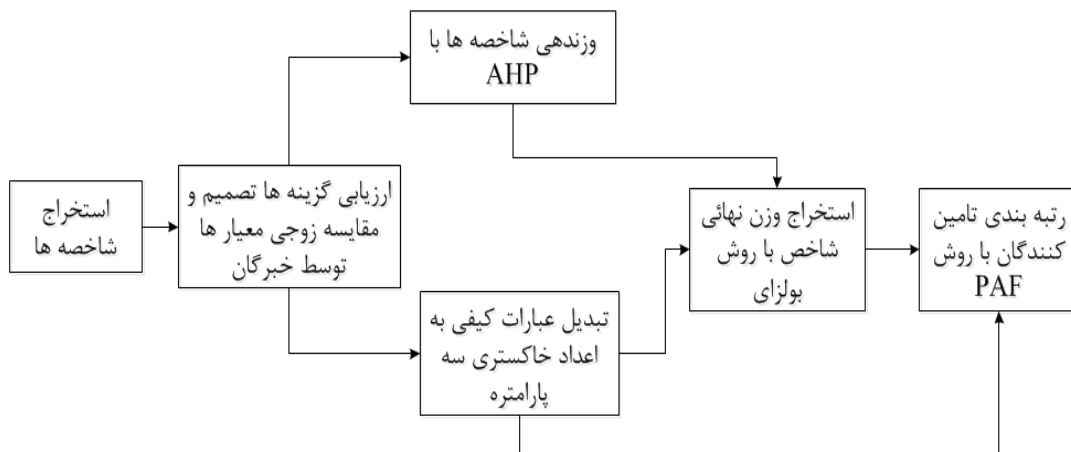 وزندهی شاخصه ها با
AHP
استخراج
شاخصه ها
ارزیابی گزینه ها تصمیم و
مقایسه زوجی معیار ها
توسط خبرگان
تبدیل عبارات کیفی به
اعداد خاکستری سه
پارامتره
استخراج وزن نهائی
شاخص با روش
بولزای
رتبه بندی تامین
کنندگان با روش
PAF